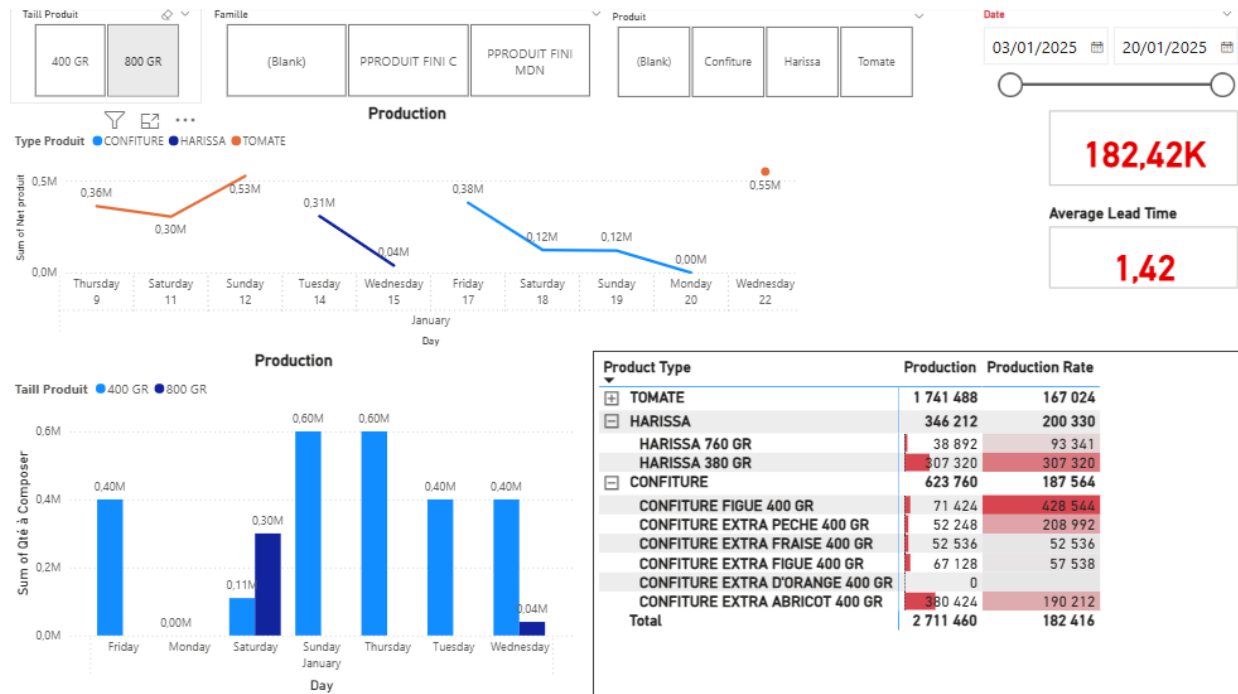 Taill Produit
Famille
Produit
Date
400 GR
800 GR
(Blank)
PPRODUIT FINI C
PPRODUIT FINI MDN
(Blank)
Confiture
Harissa
Tomate
03/01/2025
20/01/2025
Production
Type Produit CONFITURE HARISSA TOMATE
182,42K
Average Lead Time
1,42
Sum of Net produit
0,5M
0,0M
0,36M
0,30M
0,53M
0,31M
0,04M
0,38M
0,12M
0,12M
0,00M
0,55M
Thursday Saturday Sunday Tuesday Wednesday Friday Saturday Sunday Monday Wednesday
9 11 12 14 15 17 18 19 20 22
January
Day
Production
Taill Produit 400 GR 800 GR
Sum of Qté à Composer
0,6M
0,4M
0,2M
0,0M
0,40M
0,00M
0,11M
0,30M
0,60M
0,60M
0,40M
0,40M
0,04M
Friday Monday Saturday Sunday Thursday Tuesday Wednesday
January
Day
Product Type Production Production Rate
TOMATE 1 741 488 167 024
HARISSA 346 212 200 330
HARISSA 760 GR 38 892 93 341
HARISSA 380 GR 307 320 307 320
CONFITURE 623 760 187 564
CONFITURE FIGUE 400 GR 71 424 428 544
CONFITURE EXTRA PECHE 400 GR 52 248 208 992
CONFITURE EXTRA FRAISE 400 GR 52 536 52 536
CONFITURE EXTRA FIGUE 400 GR 67 128 57 538
CONFITURE EXTRA D'ORANGE 400 GR 0
CONFITURE EXTRA ABRICOT 400 GR 380 424 190 212
Total 2 711 460 182 416